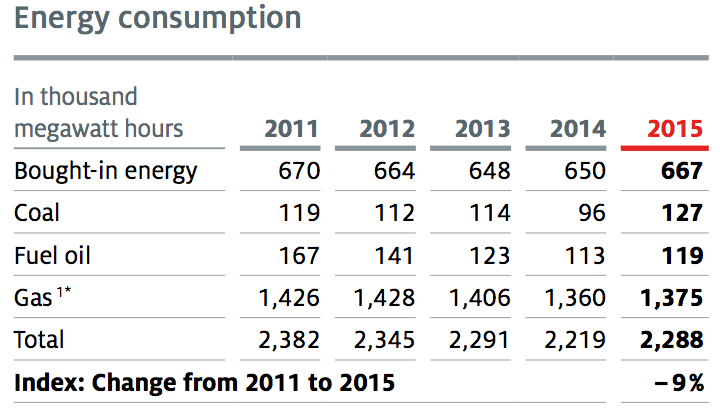 Energy consumption
In thousand
megawatt hours 2011 2012 2013 2014 2015
Bought-in energy 670 664 648 650 667
Coal 119 112 114 96 127
Fuel oil 167 141 123 113 119
Gas 1* 1,426 1,428 1,406 1,360 1,375
Total 2,382 2,345 2,291 2,219 2,288
Index: Change from 2011 to 2015 –9%